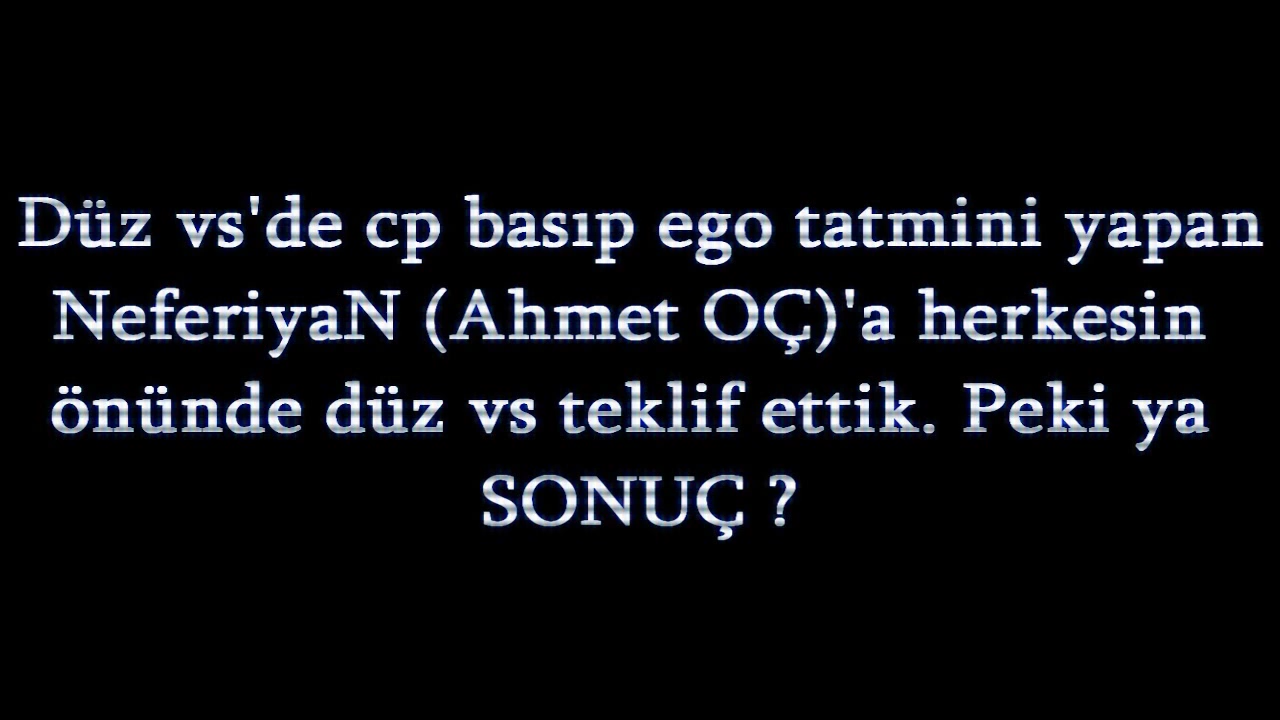 Düz vs'de cp basıp ego tatmini yapan
NeferiyaN (Ahmet OÇ)'a herkesin
önünde düz vs teklif ettik. Peki ya
SONUÇ ?